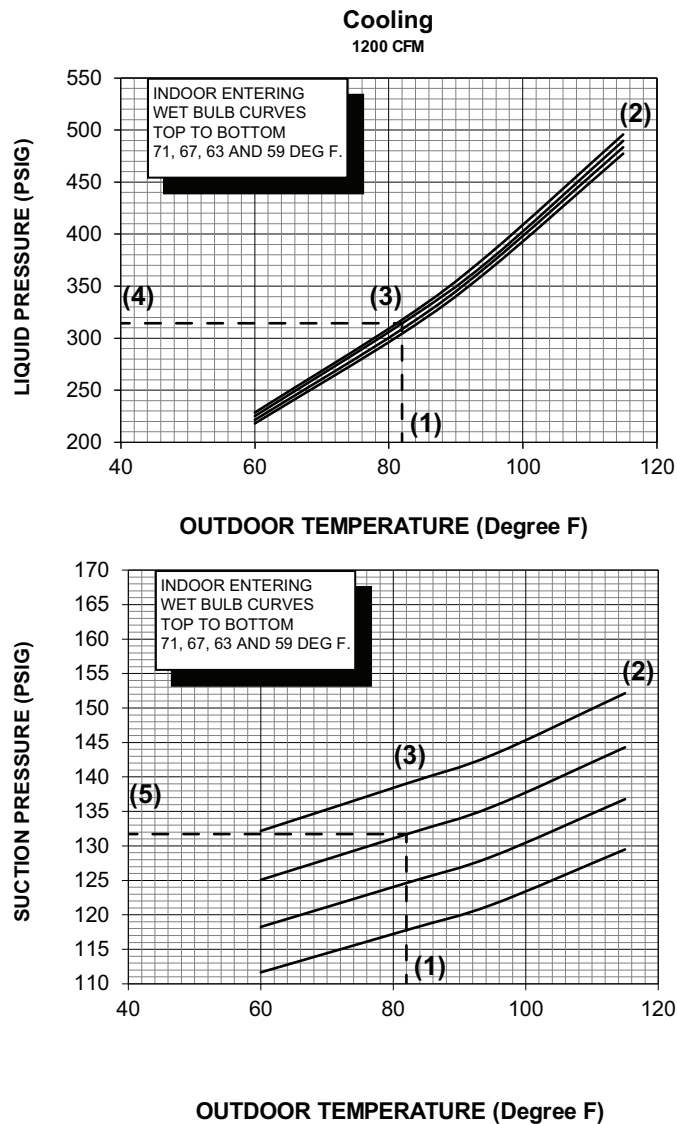 Cooling
1200 CFM
550
500
450
400
350
300
250
200
LIQUID PRESSURE (PSIG)
INDOOR ENTERING
WET BULB CURVES
TOP TO BOTTOM
71, 67, 63 AND 59 DEG F.
(2)
(4)
(3)
(1)
40
60
80
100
120
OUTDOOR TEMPERATURE (Degree F)
170
165
160
155
150
145
140
135
130
125
120
115
110
SUCTION PRESSURE (PSIG)
INDOOR ENTERING
WET BULB CURVES
TOP TO BOTTOM
71, 67, 63 AND 59 DEG F.
(2)
(3)
(5)
(1)
40
60
80
100
120
OUTDOOR TEMPERATURE (Degree F)